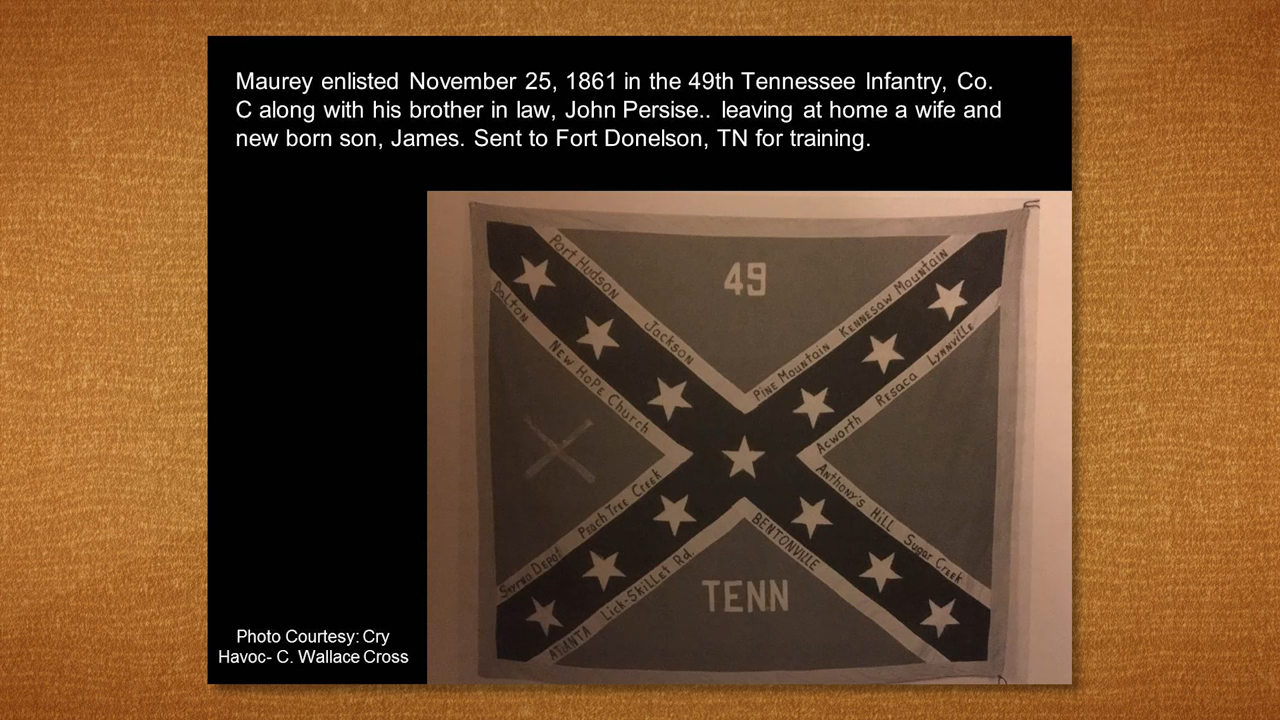 Maurey enlisted November 25, 1861 in the 49th Tennessee Infantry, Co.
C along with his brother in law, John Persise.. leaving at home a wife and
new born son, James. Sent to Fort Donelson, TN for training.
49
Port Hudson Jackson
Pine Mountain Kennesaw Mountain
Dalton New HoPe Church
Acworth Resaca Lynnville
Peach Tree Creek
Anthony's Hill Sugar Creek
Atlanta Lick-Skillet Rd.
BENTONVILLE
TENN
Photo Courtesy: Cry
Havoc- C. Wallace Cross